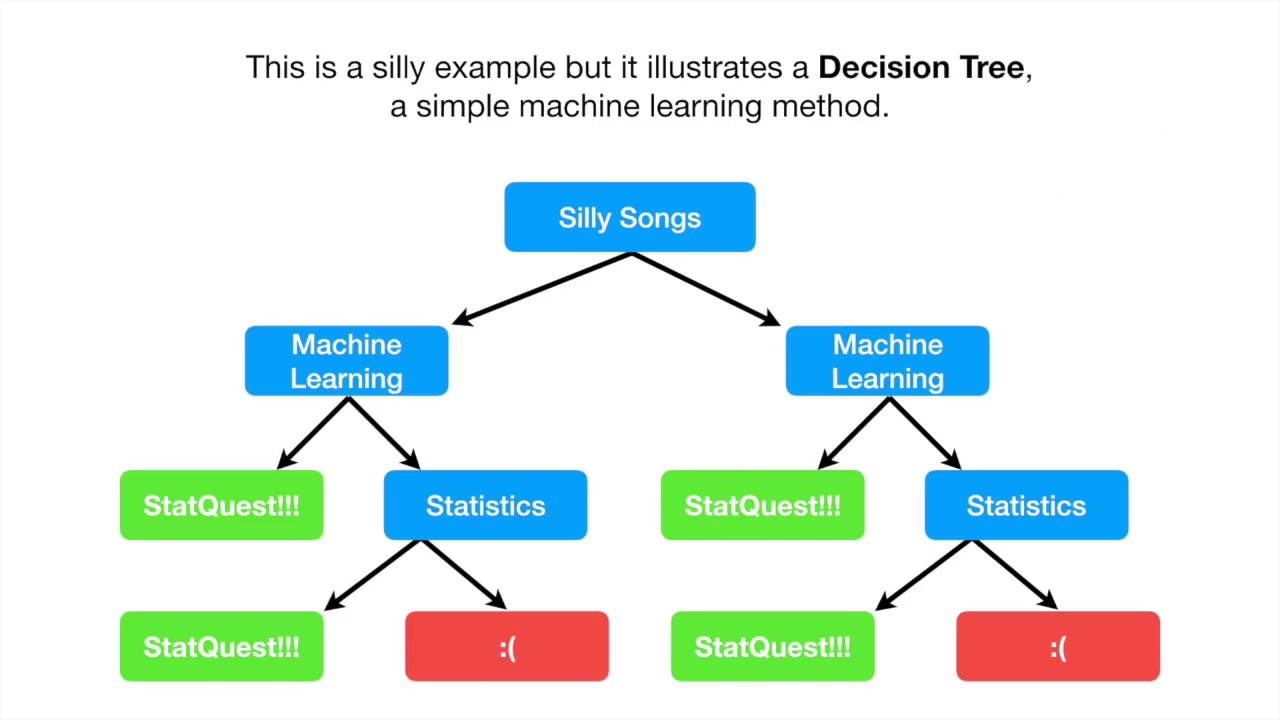 This is a silly example but it illustrates a Decision Tree,
a simple machine learning method.
Silly Songs
Machine
Learning
Machine
Learning
StatQuest!!!
Statistics
StatQuest!!!
Statistics
StatQuest!!!
:(
StatQuest!!!
:(